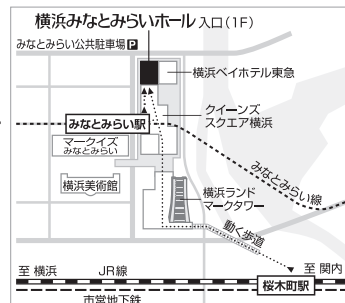 横浜みなとみらいホール 入口(1F)
みなとみらい公共駐車場 P
横浜ベイホテル東急
クイーンズ
スクエア横浜
みなとみらい駅
マークイズ
みなとみらい
みなとみらい線
横浜美術館
横浜ランド
マークタワー
動く歩道
至 横浜
JR線
至 関内
桜木町駅
市営地下鉄